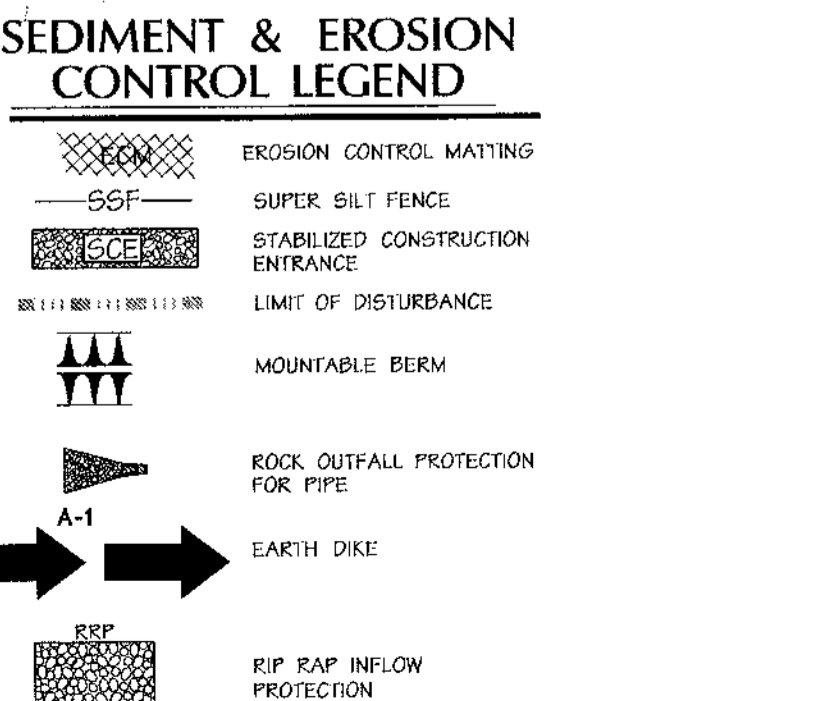 SEDIMENT & EROSION
CONTROL LEGEND
ECM
EROSION CONTROL MATTING
SSF
SUPER SILT FENCE
SCE
STABILIZED CONSTRUCTION
ENTRANCE
LIMIT OF DISTURBANCE
MOUNTABLE BERM
ROCK OUTFALL PROTECTION
FOR PIPE
A-1
EARTH DIKE
RRP
RIP RAP INFLOW
PROTECTION